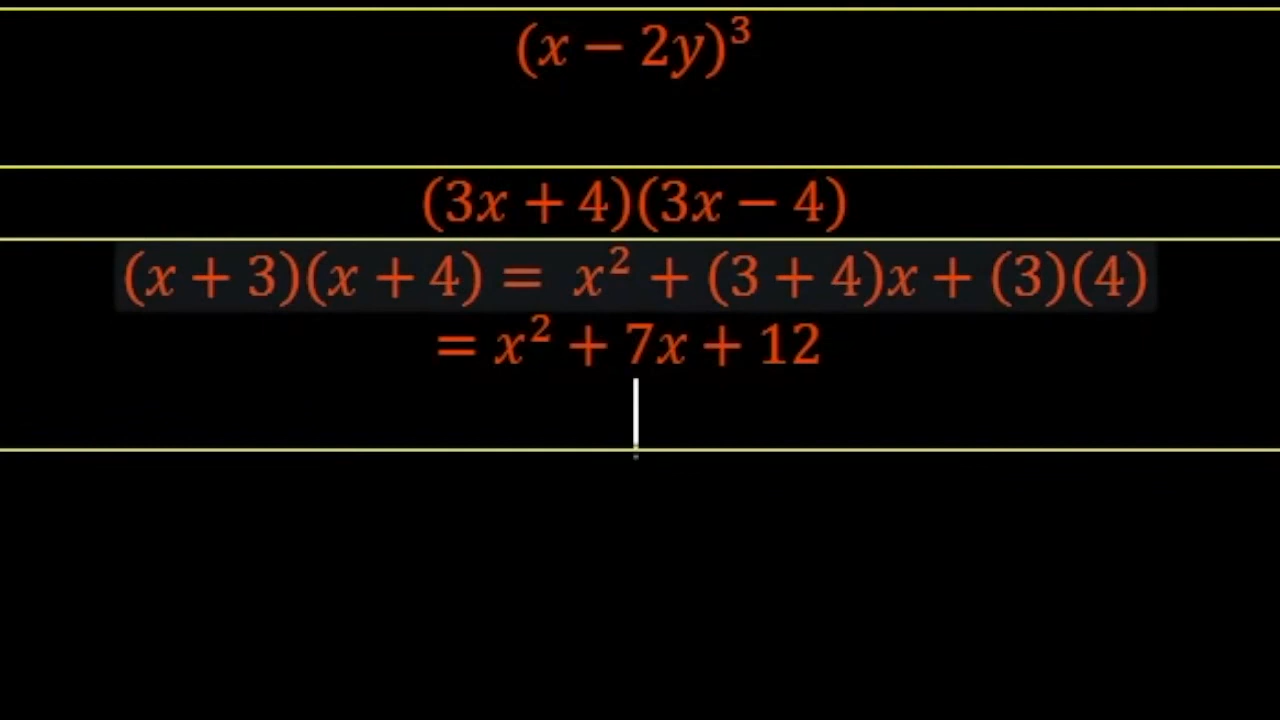 (x − 2y)³
(3x + 4)(3x − 4)
(x + 3)(x + 4) = x² + (3 + 4)x + (3)(4)
= x² + 7x + 12